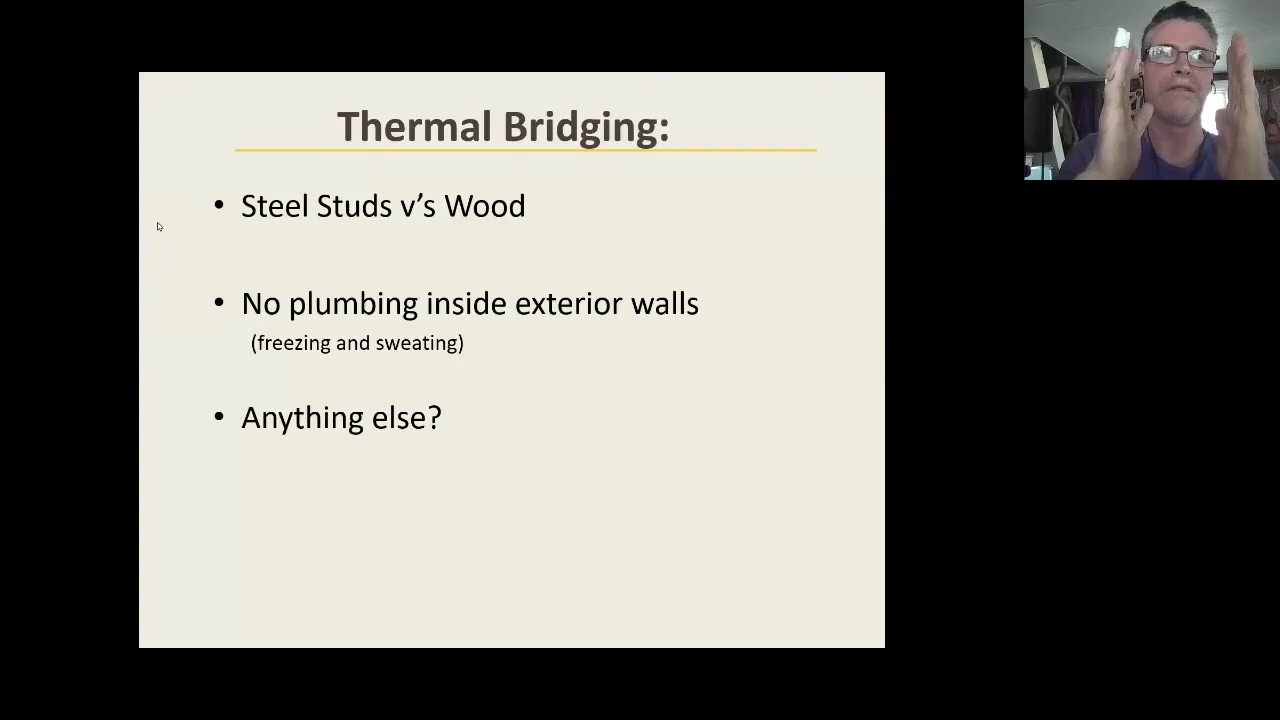 Thermal Bridging:
• Steel Studs v’s Wood
• No plumbing inside exterior walls
(freezing and sweating)
• Anything else?